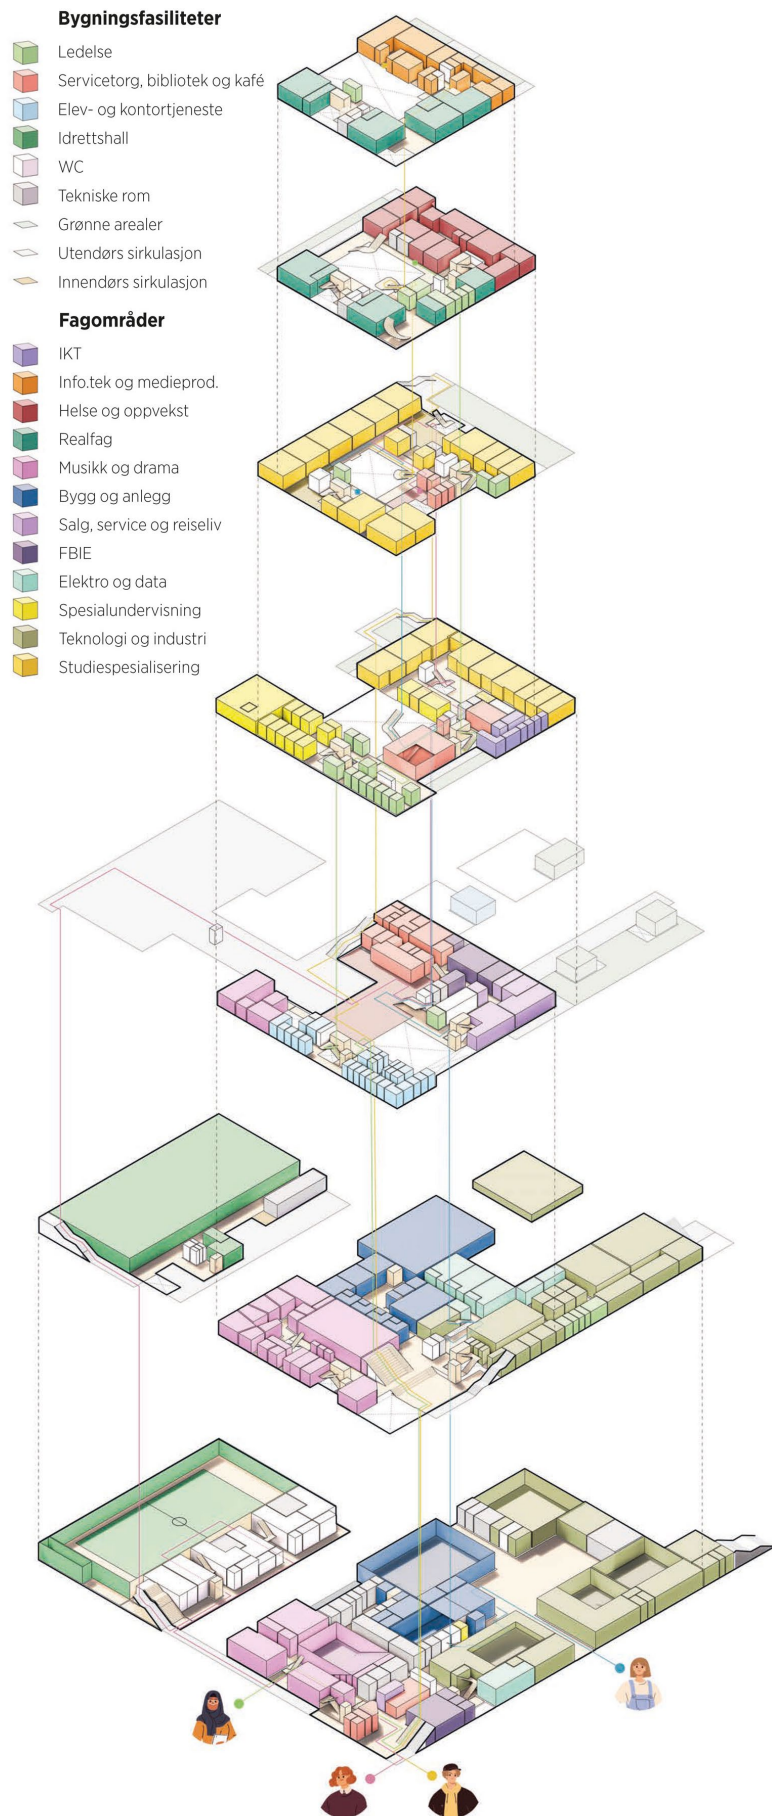 Bygningsfasiliteter
Ledelse
Servicetorg, bibliotek og kafé
Elev- og kontortjeneste
Idrettshall
WC
Tekniske rom
Grønne arealer
Utendørs sirkulasjon
Innendørs sirkulasjon
Fagområder
IKT
Info.tek og medieprod.
Helse og oppvekst
Realfag
Musikk og drama
Bygg og anlegg
Salg, service og reiseliv
FBIE
Elektro og data
Spesialundervisning
Teknologi og industri
Studiespesialisering